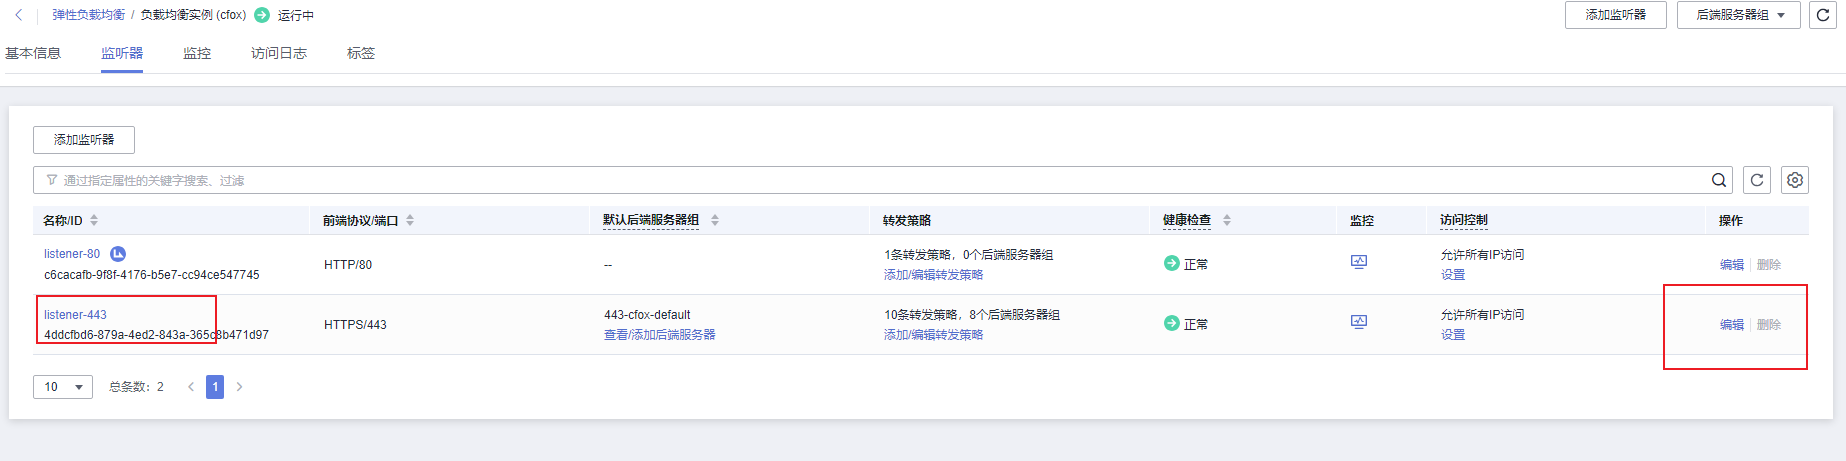 弹性负载均衡 / 负载均衡实例 (cfox) 运行中
添加监听器 后端服务器组
基本信息 监听器 监控 访问日志 标签
添加监听器
通过指定属性的关键字搜索、过滤
名称/ID 前端协议/端口 默认后端服务器组 转发策略 健康检查 监控 访问控制 操作
listener-80
c6cacafb-9f8f-4176-b5e7-cc94ce547745
HTTP/80
--
1条转发策略，0个后端服务器组
添加/编辑转发策略
正常
允许所有IP访问
设置
编辑 删除
listener-443
4ddcfbd6-879a-4ed2-843a-365c8b471d97
HTTPS/443
443-cfox-default
查看/添加后端服务器
10条转发策略，8个后端服务器组
添加/编辑转发策略
正常
允许所有IP访问
设置
编辑 删除
10 总条数：2 1